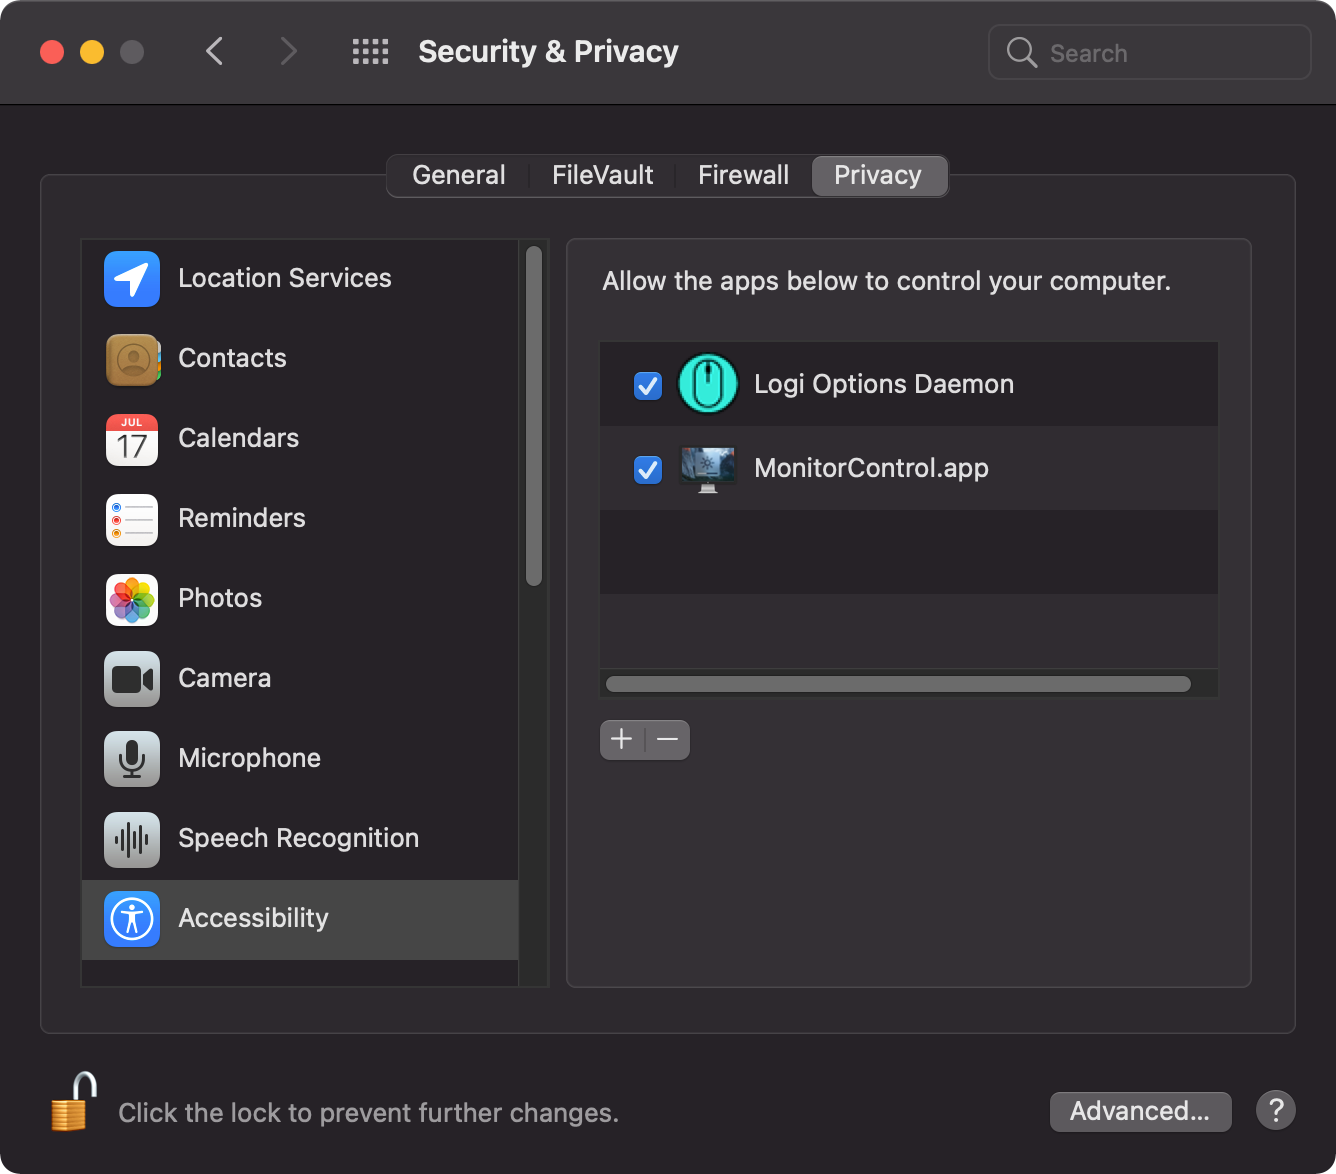 Security & Privacy
Search
General
FileVault
Firewall
Privacy
Location Services
Contacts
JUL
17
Calendars
Reminders
Photos
Camera
Microphone
Speech Recognition
Accessibility
Allow the apps below to control your computer.
Logi Options Daemon
MonitorControl.app
Click the lock to prevent further changes.
Advanced...
?